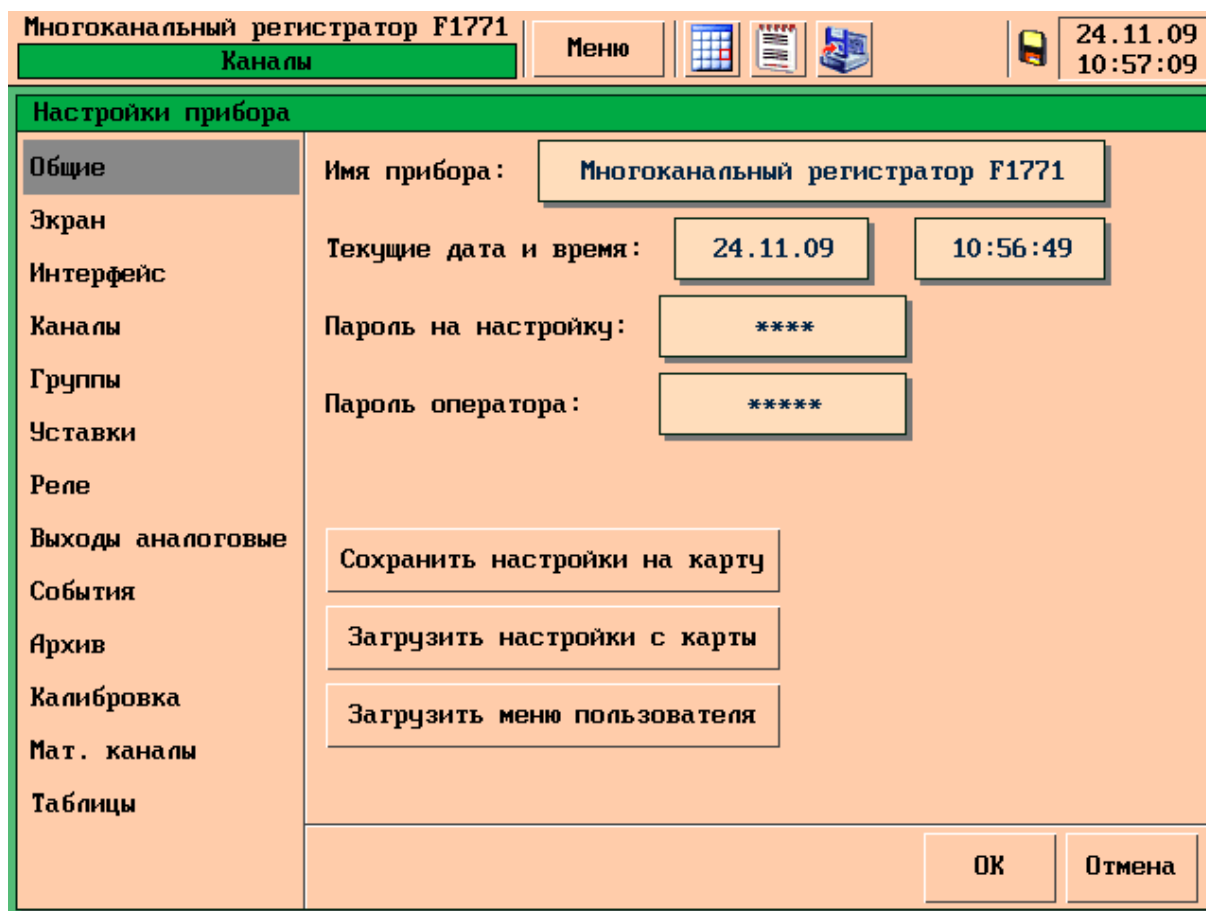 Многоканальный регистратор F1771
Каналы
Меню
24.11.09
10:57:09
Настройки прибора
Общие
Экран
Интерфейс
Каналы
Группы
Уставки
Реле
Выходы аналоговые
События
Архив
Калибровка
Мат. каналы
Таблицы
Имя прибора: Многоканальный регистратор F1771
Текущие дата и время: 24.11.09 10:56:49
Пароль на настройку: ****
Пароль оператора: *****
Сохранить настройки на карту
Загрузить настройки с карты
Загрузить меню пользователя
ОК Отмена